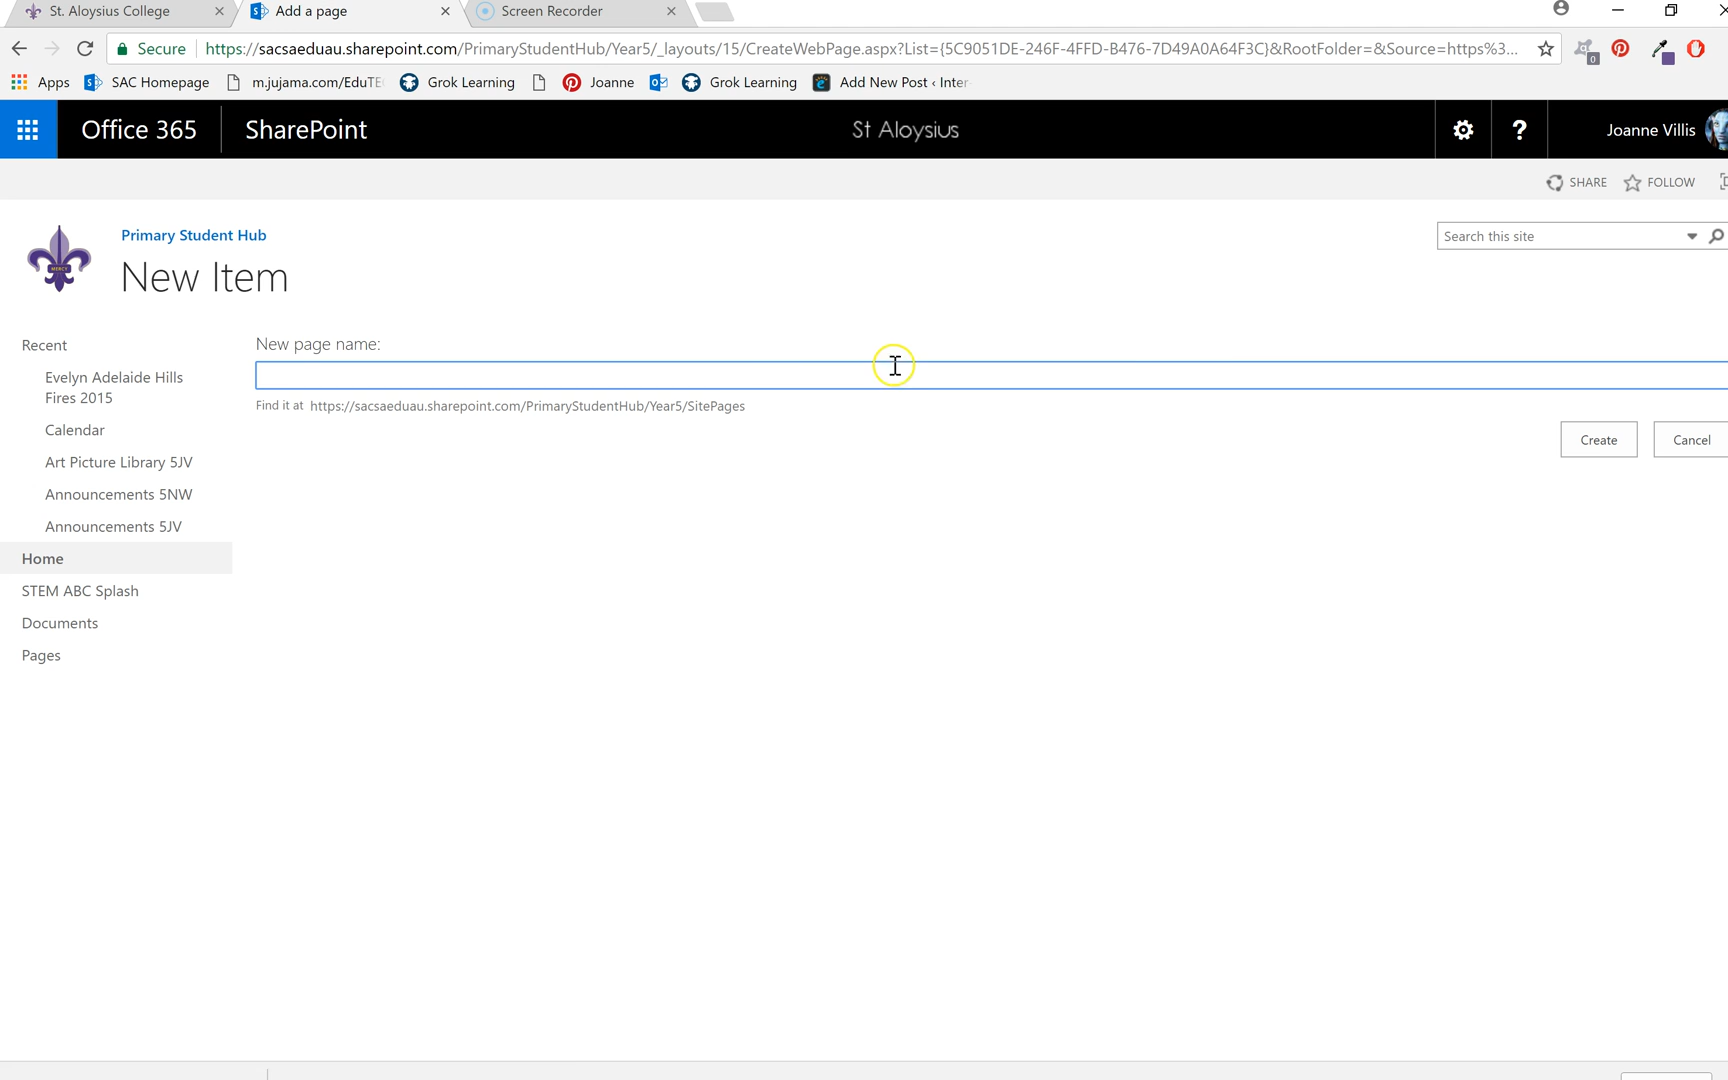 St. Aloysius College
Add a page
Screen Recorder
Secure https://sacsaeduau.sharepoint.com/PrimaryStudentHub/Year5/_layouts/15/CreateWebPage.aspx?List={5C9051DE-246F-4FFD-B476-7D49A0A64F3C}&RootFolder=&Source=https%3...
0
Apps SAC Homepage m.jujama.com/EduTE Grok Learning Joanne Grok Learning Add New Post ‹ Inter
Office 365 SharePoint St Aloysius ? Joanne Villis
SHARE FOLLOW
MERCY
Primary Student Hub
New Item
Search this site
Recent
Evelyn Adelaide Hills
Fires 2015
Calendar
Art Picture Library 5JV
Announcements 5NW
Announcements 5JV
Home
STEM ABC Splash
Documents
Pages
New page name:
Find it at https://sacsaeduau.sharepoint.com/PrimaryStudentHub/Year5/SitePages
Create Cancel